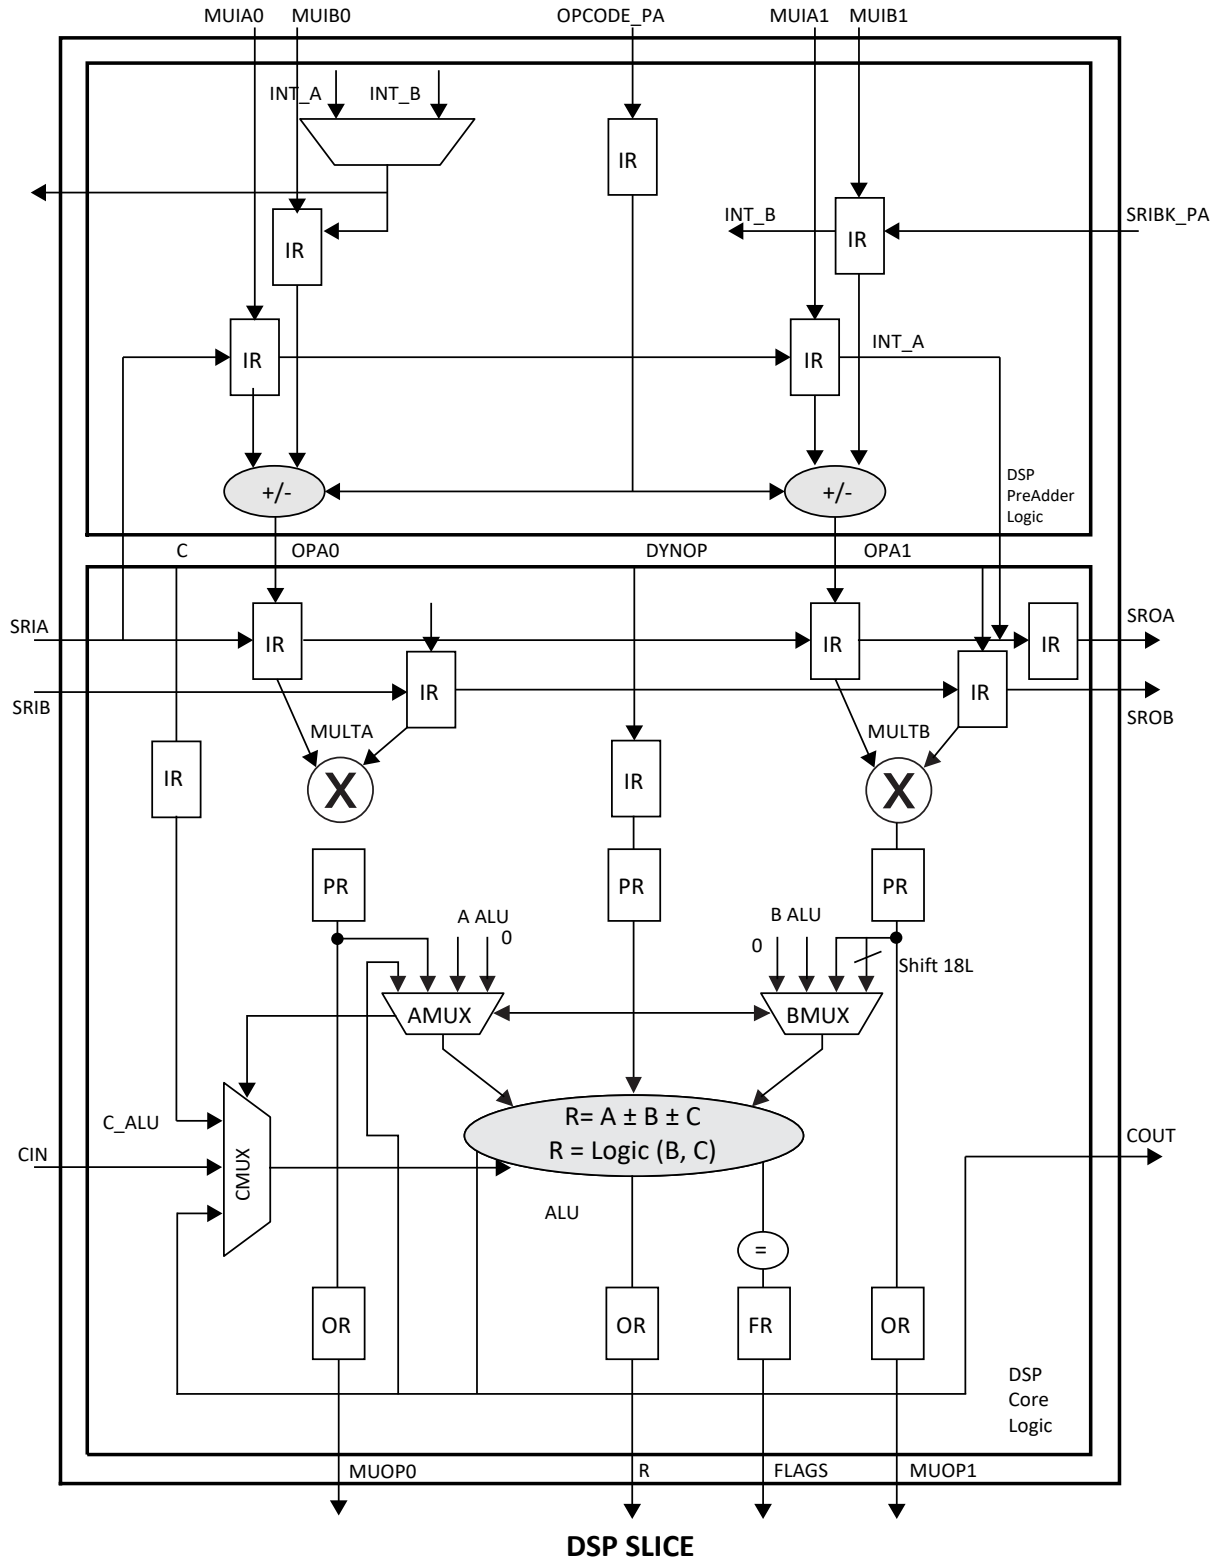 MUIA0
MUIB0
OPCODE_PA
MUIA1
MUIB1
INT_A
INT_B
IR
INT_B
IR
SRIBK_PA
IR
IR
IR
INT_A
+/-
+/-
DSP
PreAdder
Logic
C
OPA0
DYNOP
OPA1
SRIA
IR
IR
IR
SROA
SRIB
IR
IR
SROB
MULTA
MULTB
IR
X
IR
X
PR
PR
PR
A ALU
0
B ALU
0
Shift 18L
AMUX
BMUX
C_ALU
R= A ± B ± C
R = Logic (B, C)
CIN
CMUX
COUT
ALU
=
OR
OR
FR
OR
DSP
Core
Logic
MUOP0
R
FLAGS
MUOP1
DSP SLICE